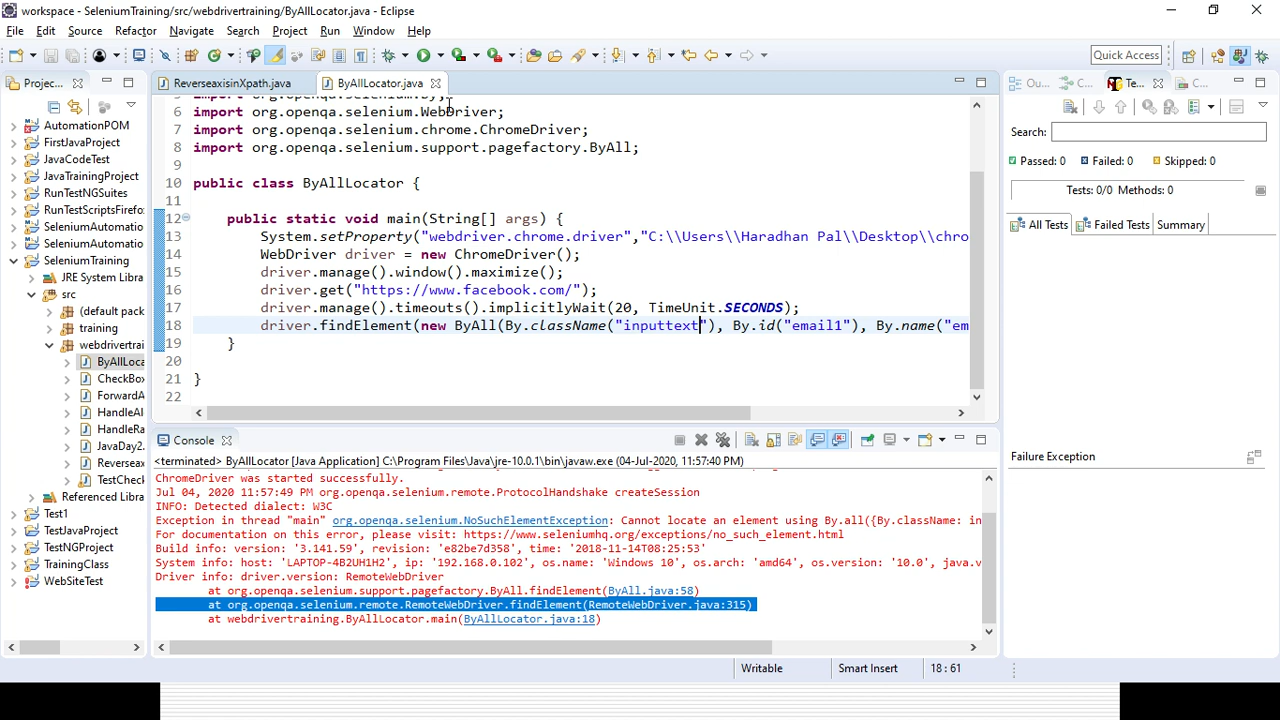 workspace - SeleniumTraining/src/webdrivertraining/ByAllLocator.java - Eclipse
File Edit Source Refactor Navigate Search Project Run Window Help
Quick Access
Projec...
ReverseaxisinXpath.java
ByAllLocator.java
Ou...
C...
Te...
C...
AutomationPOM
FirstJavaProject
JavaCodeTest
JavaTrainingProject
RunTestNGSuites
RunTestScriptsFirefo
SeleniumAutomatio
SeleniumAutomatio
SeleniumTraining
JRE System Libra
src
(default pack
training
webdrivertrain
ByAllLoca
CheckBox
ForwardA
HandleAl
HandleRa
JavaDay2.
Reverseax
TestCheck
Referenced Libra
Test1
TestJavaProject
TestNGProject
TrainingClass
WebSiteTest
5 import org.openqa.selenium.By;
6 import org.openqa.selenium.WebDriver;
7 import org.openqa.selenium.chrome.ChromeDriver;
8 import org.openqa.selenium.support.pagefactory.ByAll;
9
10 public class ByAllLocator {
11
12 public static void main(String[] args) {
13 System.setProperty("webdriver.chrome.driver","C:\\Users\\Haradhan Pal\\Desktop\\chro
14 WebDriver driver = new ChromeDriver();
15 driver.manage().window().maximize();
16 driver.get("https://www.facebook.com/");
17 driver.manage().timeouts().implicitlyWait(20, TimeUnit.SECONDS);
18 driver.findElement(new ByAll(By.className("inputtext"), By.id("email1"), By.name("em
19 }
20
21 }
22
Search:
Passed: 0 Failed: 0 Skipped: 0
Tests: 0/0 Methods: 0
All Tests Failed Tests Summary
Failure Exception
Console
<terminated> ByAllLocator [Java Application] C:\Program Files\Java\jre-10.0.1\bin\javaw.exe (04-Jul-2020, 11:57:40 PM)
ChromeDriver was started successfully.
Jul 04, 2020 11:57:49 PM org.openqa.selenium.remote.ProtocolHandshake createSession
INFO: Detected dialect: W3C
Exception in thread "main" org.openqa.selenium.NoSuchElementException: Cannot locate an element using By.all({By.className: in
For documentation on this error, please visit: https://www.seleniumhq.org/exceptions/no_such_element.html
Build info: version: '3.141.59', revision: 'e82be7d358', time: '2018-11-14T08:25:53'
System info: host: 'LAPTOP-4B2UH1H2', ip: '192.168.0.102', os.name: 'Windows 10', os.arch: 'amd64', os.version: '10.0', java.v
Driver info: driver.version: RemoteWebDriver
at org.openqa.selenium.support.pagefactory.ByAll.findElement(ByAll.java:58)
at org.openqa.selenium.remote.RemoteWebDriver.findElement(RemoteWebDriver.java:315)
at webdrivertraining.ByAllLocator.main(ByAllLocator.java:18)
Writable Smart Insert 18 : 61